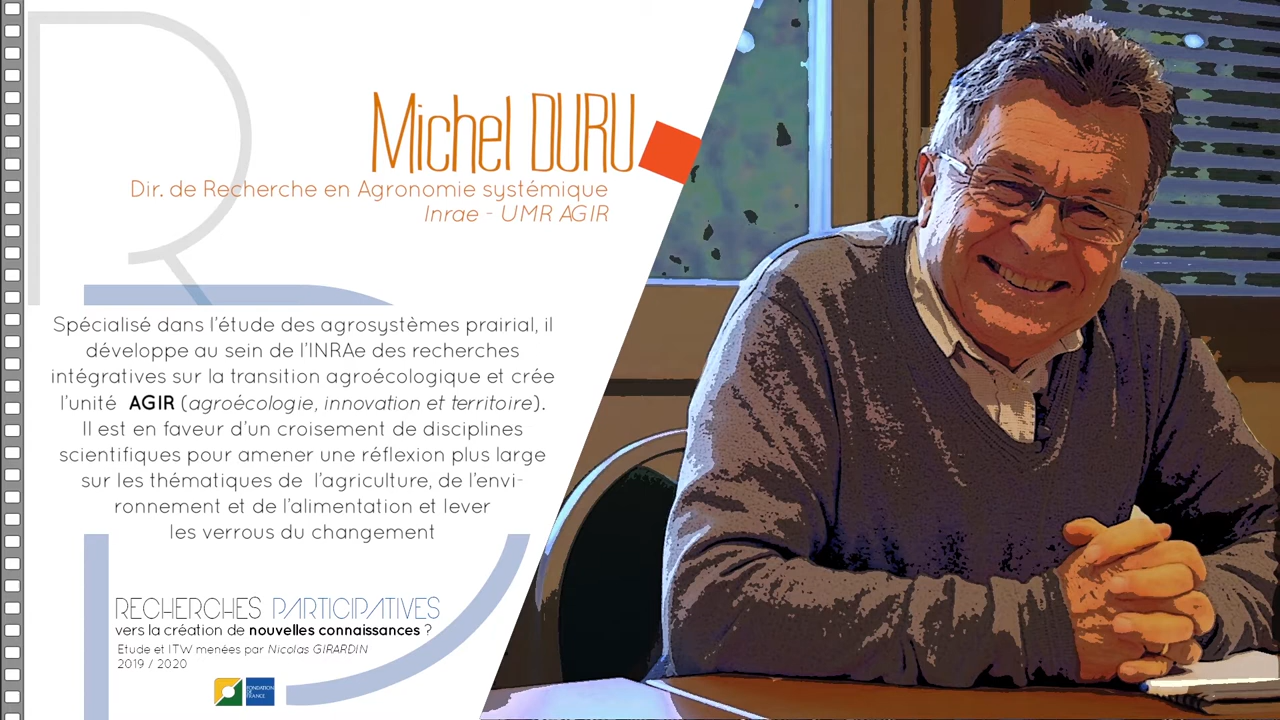 Michel DURU
Dir. de Recherche en Agronomie systémique
Inrae - UMR AGIR
Spécialisé dans l'étude des agrosystèmes prairial, il
développe au sein de l'INRAe des recherches
intégratives sur la transition agroécologique et crée
l'unité AGIR (agroécologie, innovation et territoire).
Il est en faveur d'un croisement de disciplines
scientifiques pour amener une réflexion plus large
sur les thématiques de l'agriculture, de l'envi-
ronnement et de l'alimentation et lever
les verrous du changement
RECHERCHES PARTICIPATIVES
vers la création de nouvelles connaissances ?
Etude et ITW menées par Nicolas GIRARDIN
2019 / 2020
FONDATION
DE
FRANCE